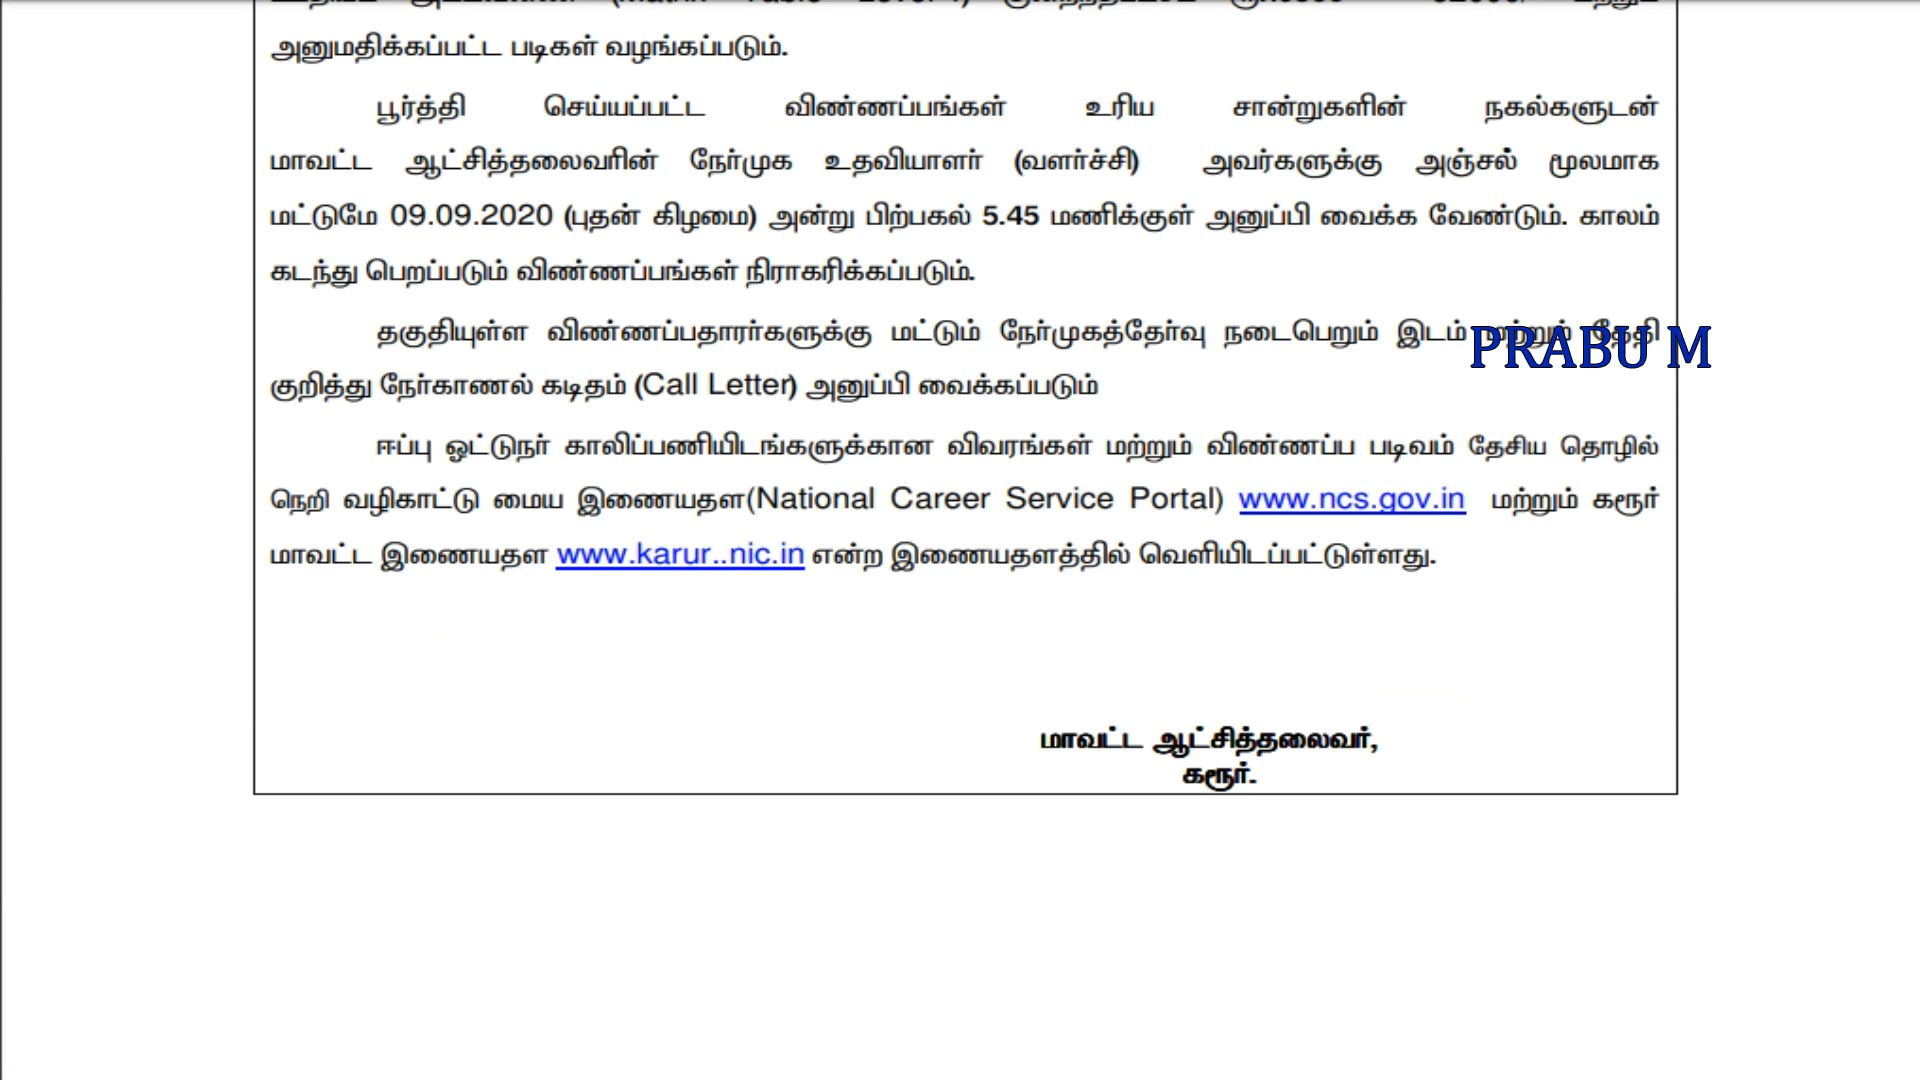 அனுமதிக்கப்பட்ட படிகள் வழங்கப்படும்.
பூர்த்தி செய்யப்பட்ட விண்ணப்பங்கள் உரிய சான்றுகளின் நகல்களுடன்
மாவட்ட ஆட்சித்தலைவரின் நேர்முக உதவியாளர் (வளர்ச்சி) அவர்களுக்கு அஞ்சல் மூலமாக
மட்டுமே 09.09.2020 (புதன் கிழமை) அன்று பிற்பகல் 5.45 மணிக்குள் அனுப்பி வைக்க வேண்டும். காலம்
கடந்து பெறப்படும் விண்ணப்பங்கள் நிராகரிக்கப்படும்.
தகுதியுள்ள விண்ணப்பதாரர்களுக்கு மட்டும் நேர்முகத்தேர்வு நடைபெறும் இடம் மற்றும் தேதி
PRABU M
குறித்து நேர்காணல் கடிதம் (Call Letter) அனுப்பி வைக்கப்படும்
ஈப்பு ஓட்டுநர் காலிப்பணியிடங்களுக்கான விவரங்கள் மற்றும் விண்ணப்ப படிவம் தேசிய தொழில்
நெறி வழிகாட்டு மைய இணையதள(National Career Service Portal) www.ncs.gov.in மற்றும் கரூர்
மாவட்ட இணையதள www.karur..nic.in என்ற இணையதளத்தில் வெளியிடப்பட்டுள்ளது.
மாவட்ட ஆட்சித்தலைவர்,
கரூர்.